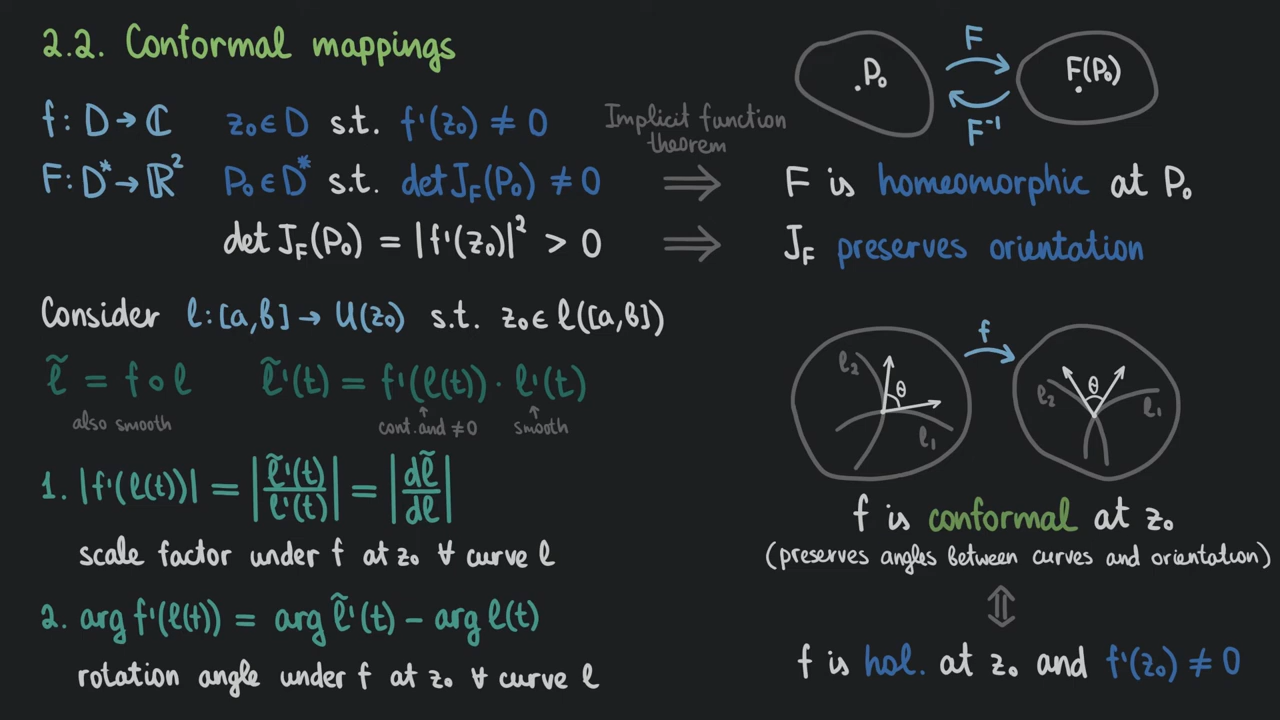 2.2. Conformal mappings
f: D → ℂ z₀ ∈ D s.t. f'(z₀) ≠ 0
F: D* → ℝ² P₀ ∈ D* s.t. det J_F(P₀) ≠ 0
det J_F(P₀) = |f'(z₀)|² > 0
Implicit function
theorem
⇒
⇒
P₀
F
F⁻¹
F(P₀)
F is homeomorphic at P₀
J_F preserves orientation
Consider l: [a,b] → U(z₀) s.t. z₀ ∈ l([a,b])
l̃ = f ∘ l l̃'(t) = f'(l(t)) · l'(t)
also smooth cont. and ≠ 0 smooth
1. |f'(l(t))| = |l̃'(t)/l'(t)| = |dl̃/dl|
scale factor under f at z₀ ∀ curve l
2. arg f'(l(t)) = arg l̃'(t) − arg l(t)
rotation angle under f at z₀ ∀ curve l
f
l₂ θ l₁
l₂ θ l₁
f is conformal at z₀
(preserves angles between curves and orientation)
⇕
f is hol. at z₀ and f'(z₀) ≠ 0